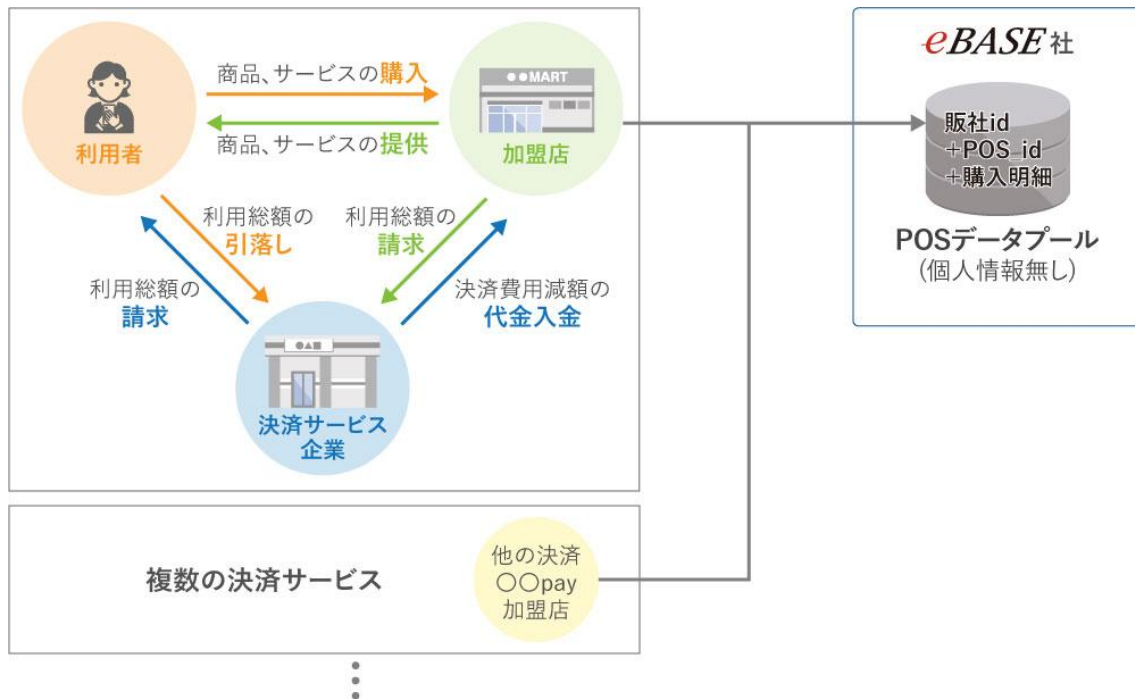 商品、サービスの購入
●●MART
商品、サービスの提供
利用者
加盟店
利用総額の
引落し
利用総額の
請求
利用総額の
請求
決済費用減額の
代金入金
●▲■
決済サービス
企業
複数の決済サービス
他の決済
〇〇pay
加盟店
eBASE社
販社id
+POS_id
+購入明細
POSデータプール
(個人情報無し)